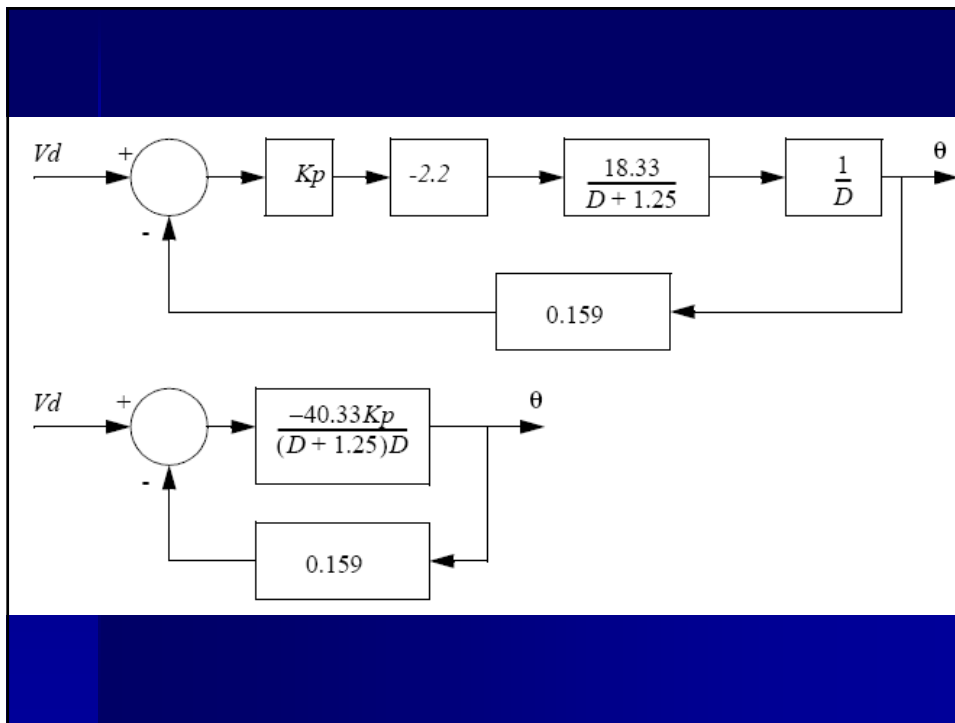 Vd + Kp -2.2 18.33 1 θ
D + 1.25 D
-
0.159
Vd + –40.33Kp θ
(D + 1.25)D
-
0.159